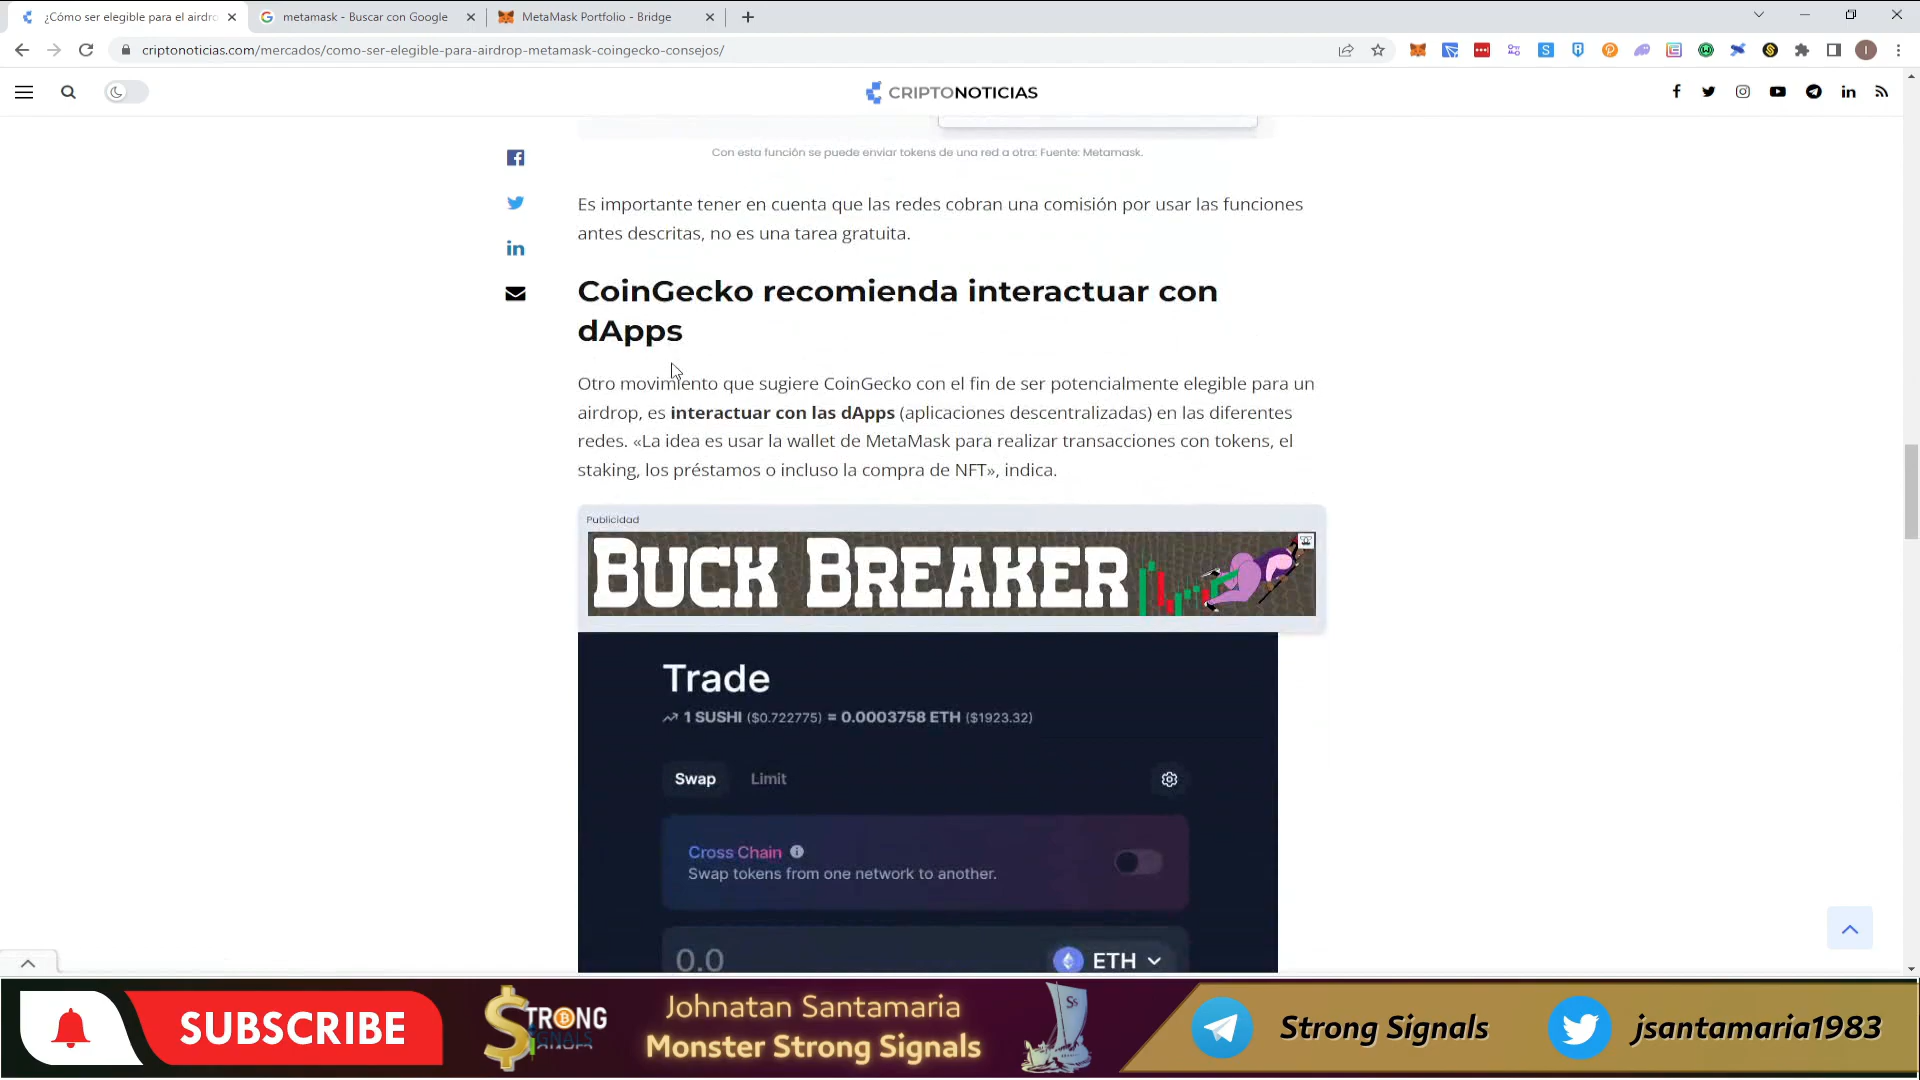 ¿Cómo ser elegible para el airdro
metamask - Buscar con Google
MetaMask Portfolio - Bridge
criptonoticias.com/mercados/como-ser-elegible-para-airdrop-metamask-coingecko-consejos/
CRIPTONOTICIAS
Con esta función se puede enviar tokens de una red a otra: Fuente: Metamask.
Es importante tener en cuenta que las redes cobran una comisión por usar las funciones
antes descritas, no es una tarea gratuita.
CoinGecko recomienda interactuar con
dApps
Otro movimiento que sugiere CoinGecko con el fin de ser potencialmente elegible para un
airdrop, es interactuar con las dApps (aplicaciones descentralizadas) en las diferentes
redes. «La idea es usar la wallet de MetaMask para realizar transacciones con tokens, el
staking, los préstamos o incluso la compra de NFT», indica.
Publicidad
BUCK BREAKER
Trade
1 SUSHI ($0.722775) = 0.0003758 ETH ($1923.32)
Swap Limit
Cross Chain
Swap tokens from one network to another.
0.0 ETH
SUBSCRIBE
STRONG
SIGNALS
Johnatan Santamaria
Monster Strong Signals
Ss
Strong Signals
jsantamaria1983